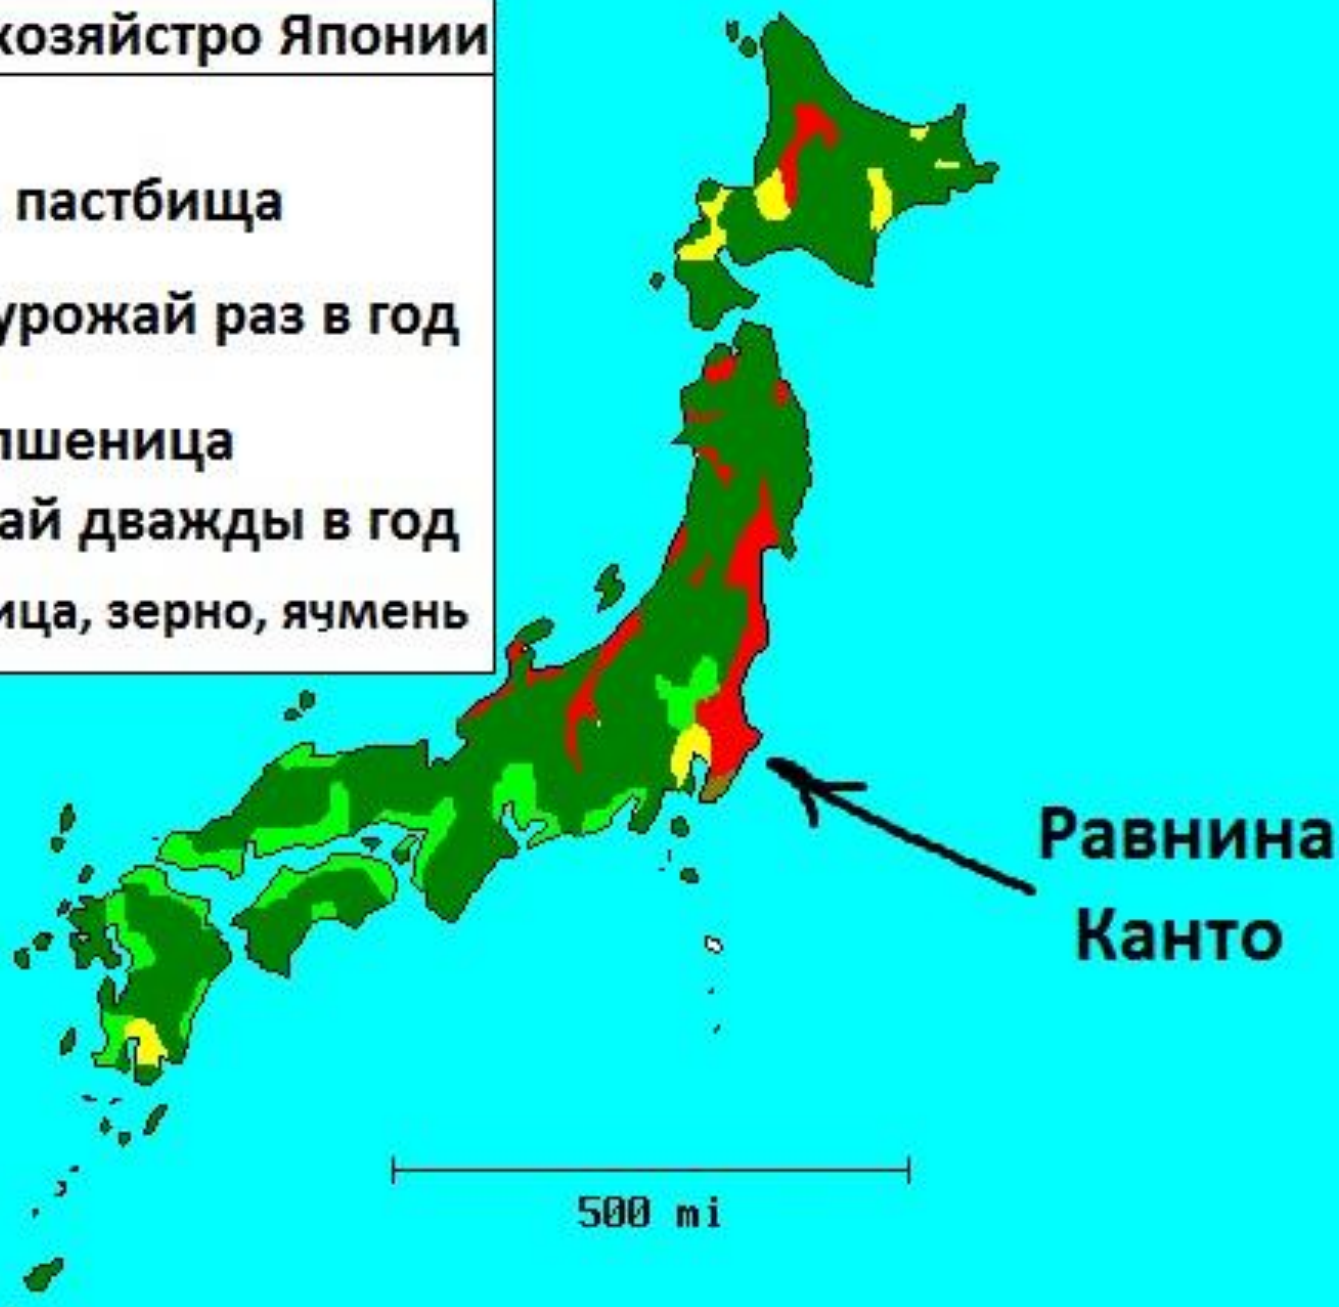 хозяйстро Японии
пастбища
урожай раз в год
пшеница
ай дважды в год
ица, зерно, ячмень
Равнина
Канто
500 mi